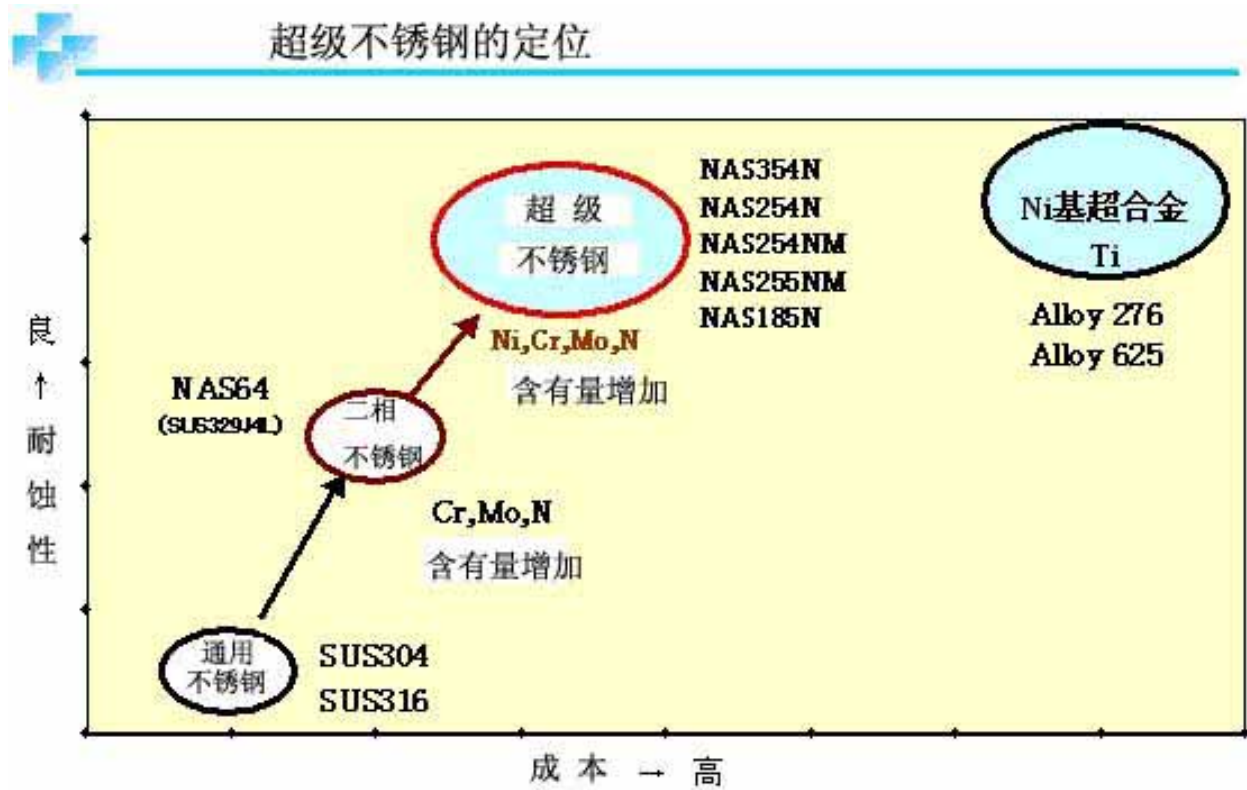 超级不锈钢的定位
NAS354N
NAS254N
NAS254NM
NAS255NM
NAS185N
超 级
不锈钢
Ni基超合金
Ti
Alloy 276
Alloy 625
Ni,Cr,Mo,N
含有量增加
NAS64
(SUS329J4L)
二相
不锈钢
Cr,Mo,N
含有量增加
通用
不锈钢
SUS304
SUS316
良
↑
耐
蚀
性
成 本 → 高